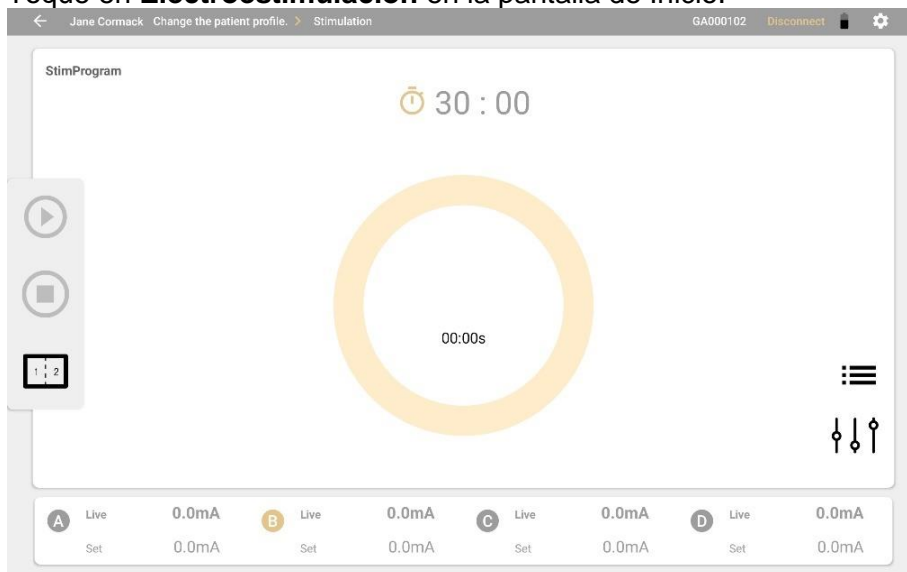 Toque en Electroestimulación en la pantalla de inicio.
Jane Cormack Change the patient profile. > Stimulation GA000102 Disconnect
StimProgram
30 : 00
00:00s
1 2
A Live 0.0mA B Live 0.0mA C Live 0.0mA D Live 0.0mA
Set 0.0mA Set 0.0mA Set 0.0mA Set 0.0mA